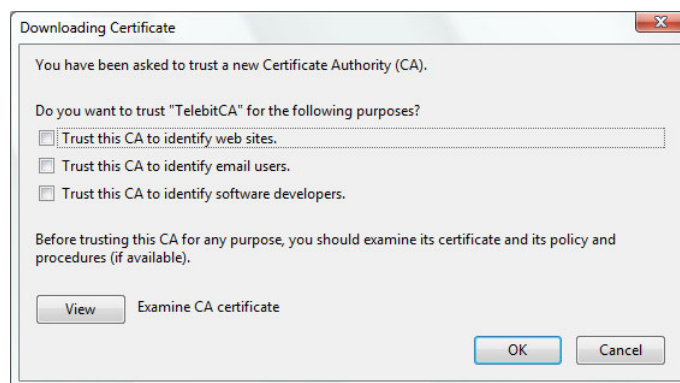 Downloading Certificate
You have been asked to trust a new Certificate Authority (CA).
Do you want to trust "TelebitCA" for the following purposes?
Trust this CA to identify web sites.
Trust this CA to identify email users.
Trust this CA to identify software developers.
Before trusting this CA for any purpose, you should examine its certificate and its policy and
procedures (if available).
View Examine CA certificate
OK Cancel